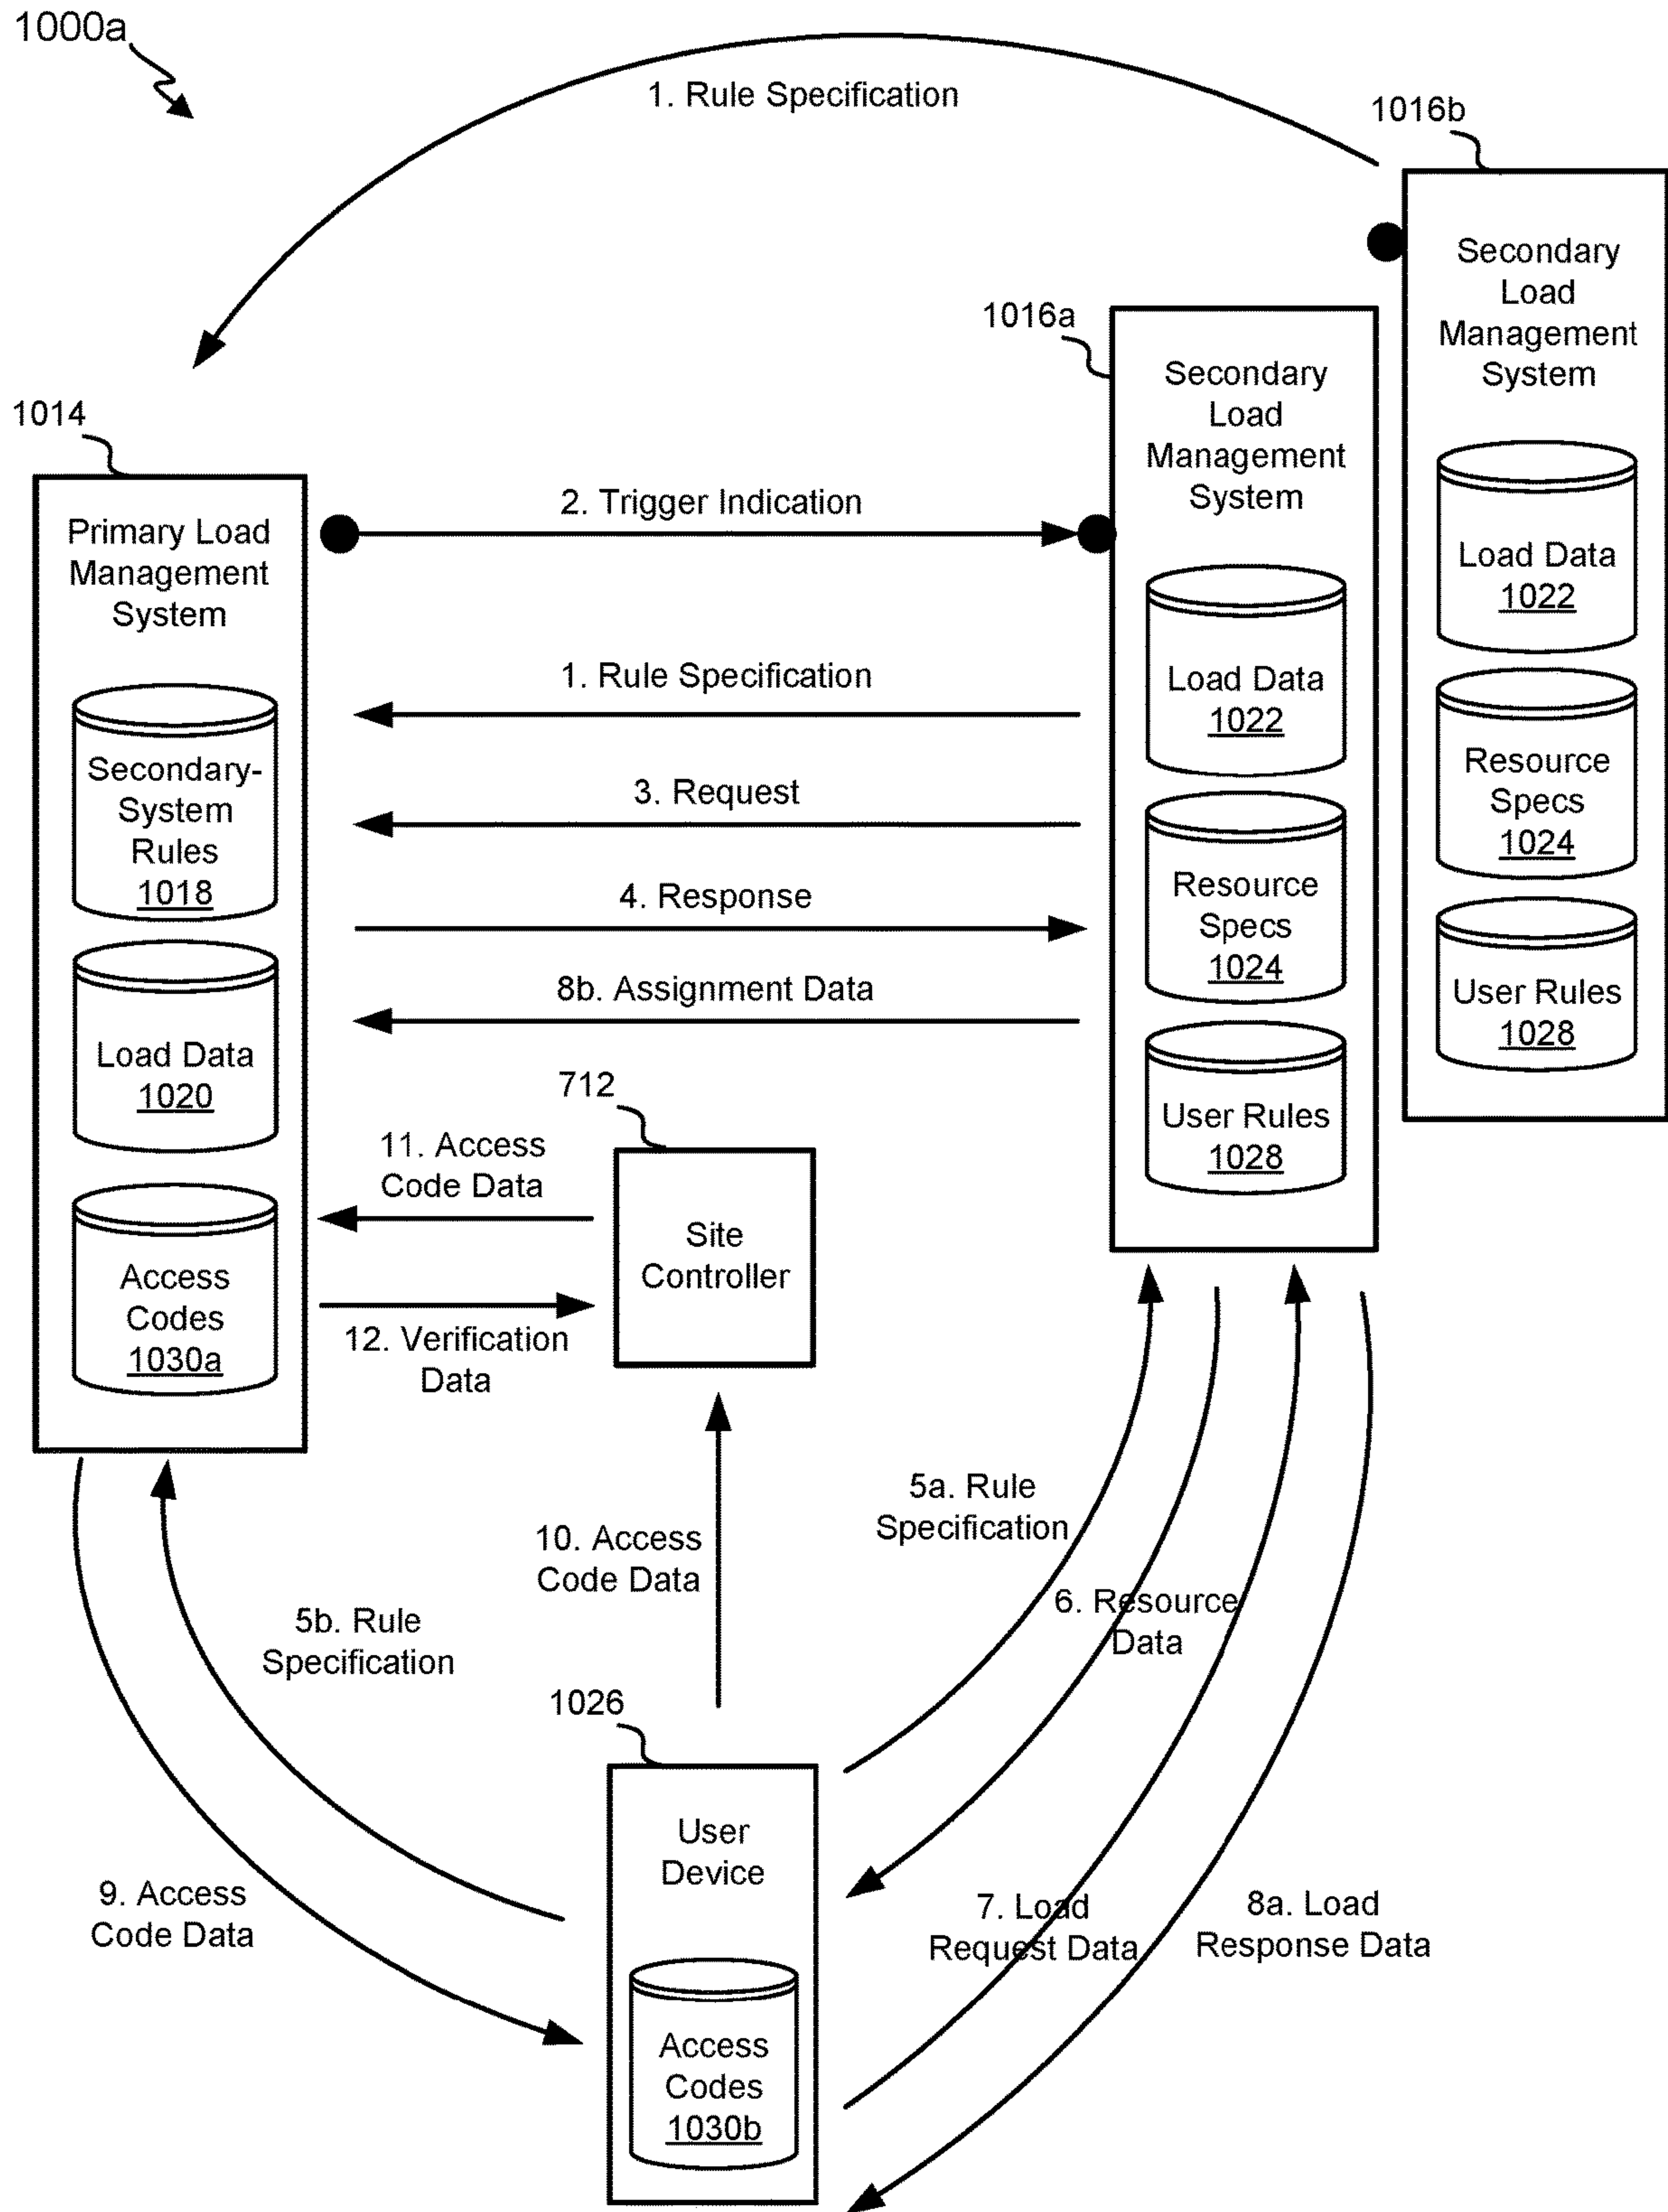 1000a
1. Rule Specification
1016b
Secondary
Load
Management
System
Load Data
1022
Resource
Specs
1024
User Rules
1028
1016a
Secondary
Load
Management
System
Load Data
1022
Resource
Specs
1024
User Rules
1028
1014
Primary Load
Management
System
Secondary-
System
Rules
1018
Load Data
1020
Access
Codes
1030a
2. Trigger Indication
1. Rule Specification
3. Request
4. Response
8b. Assignment Data
712
11. Access
Code Data
Site
Controller
12. Verification
Data
10. Access
Code Data
5a. Rule
Specification
6. Resource
Data
5b. Rule
Specification
1026
User
Device
Access
Codes
1030b
9. Access
Code Data
7. Load
Request Data
8a. Load
Response Data